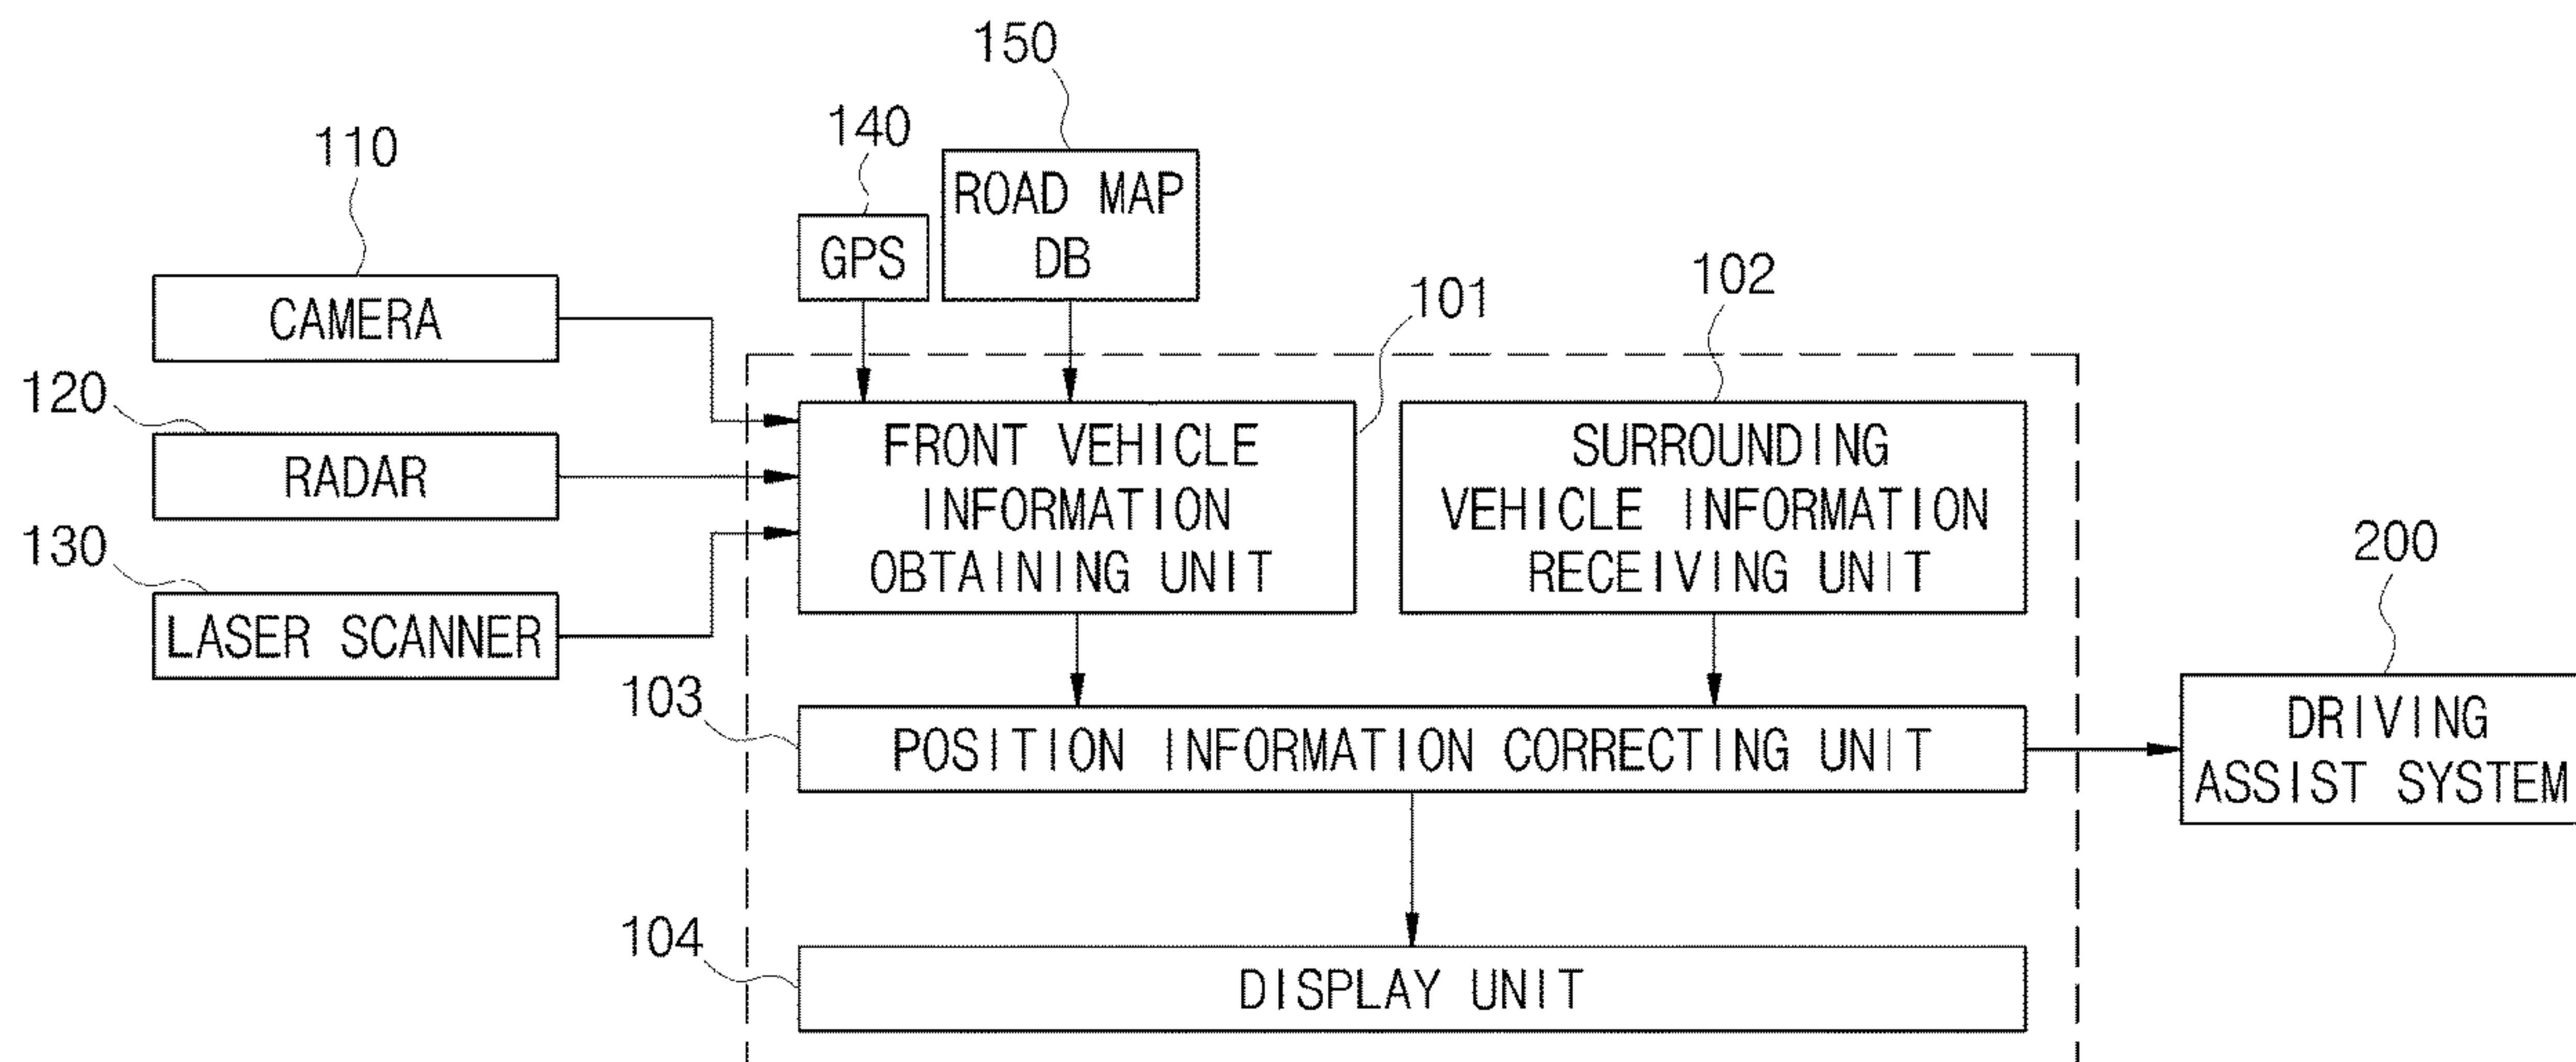 150
140
110
ROAD MAP
DB
GPS
102
101
CAMERA
120
FRONT VEHICLE
INFORMATION
OBTAINING UNIT
SURROUNDING
VEHICLE INFORMATION
RECEIVING UNIT
RADAR
130
200
LASER SCANNER
103
POSITION INFORMATION CORRECTING UNIT
DRIVING
ASSIST SYSTEM
104
DISPLAY UNIT